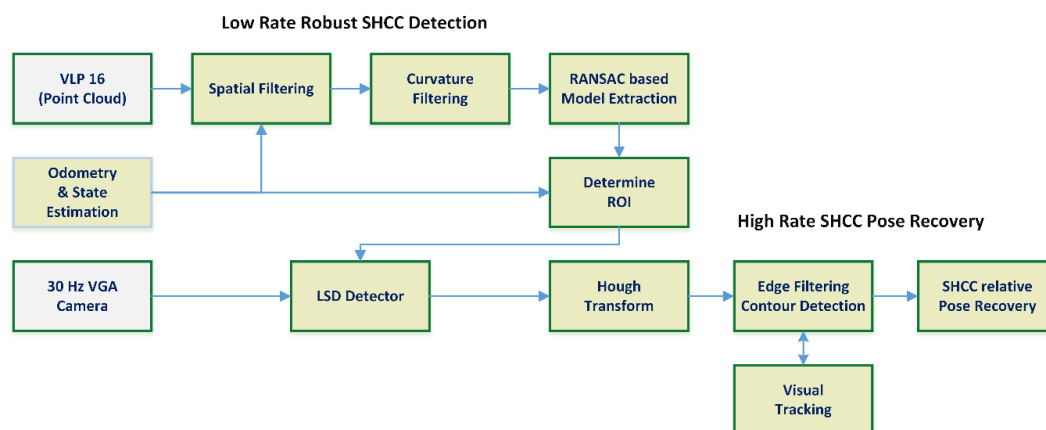 Low Rate Robust SHCC Detection
VLP 16
(Point Cloud)
Spatial Filtering
Curvature
Filtering
RANSAC based
Model Extraction
Odometry
& State
Estimation
Determine
ROI
High Rate SHCC Pose Recovery
30 Hz VGA
Camera
LSD Detector
Hough
Transform
Edge Filtering
Contour Detection
SHCC relative
Pose Recovery
Visual
Tracking